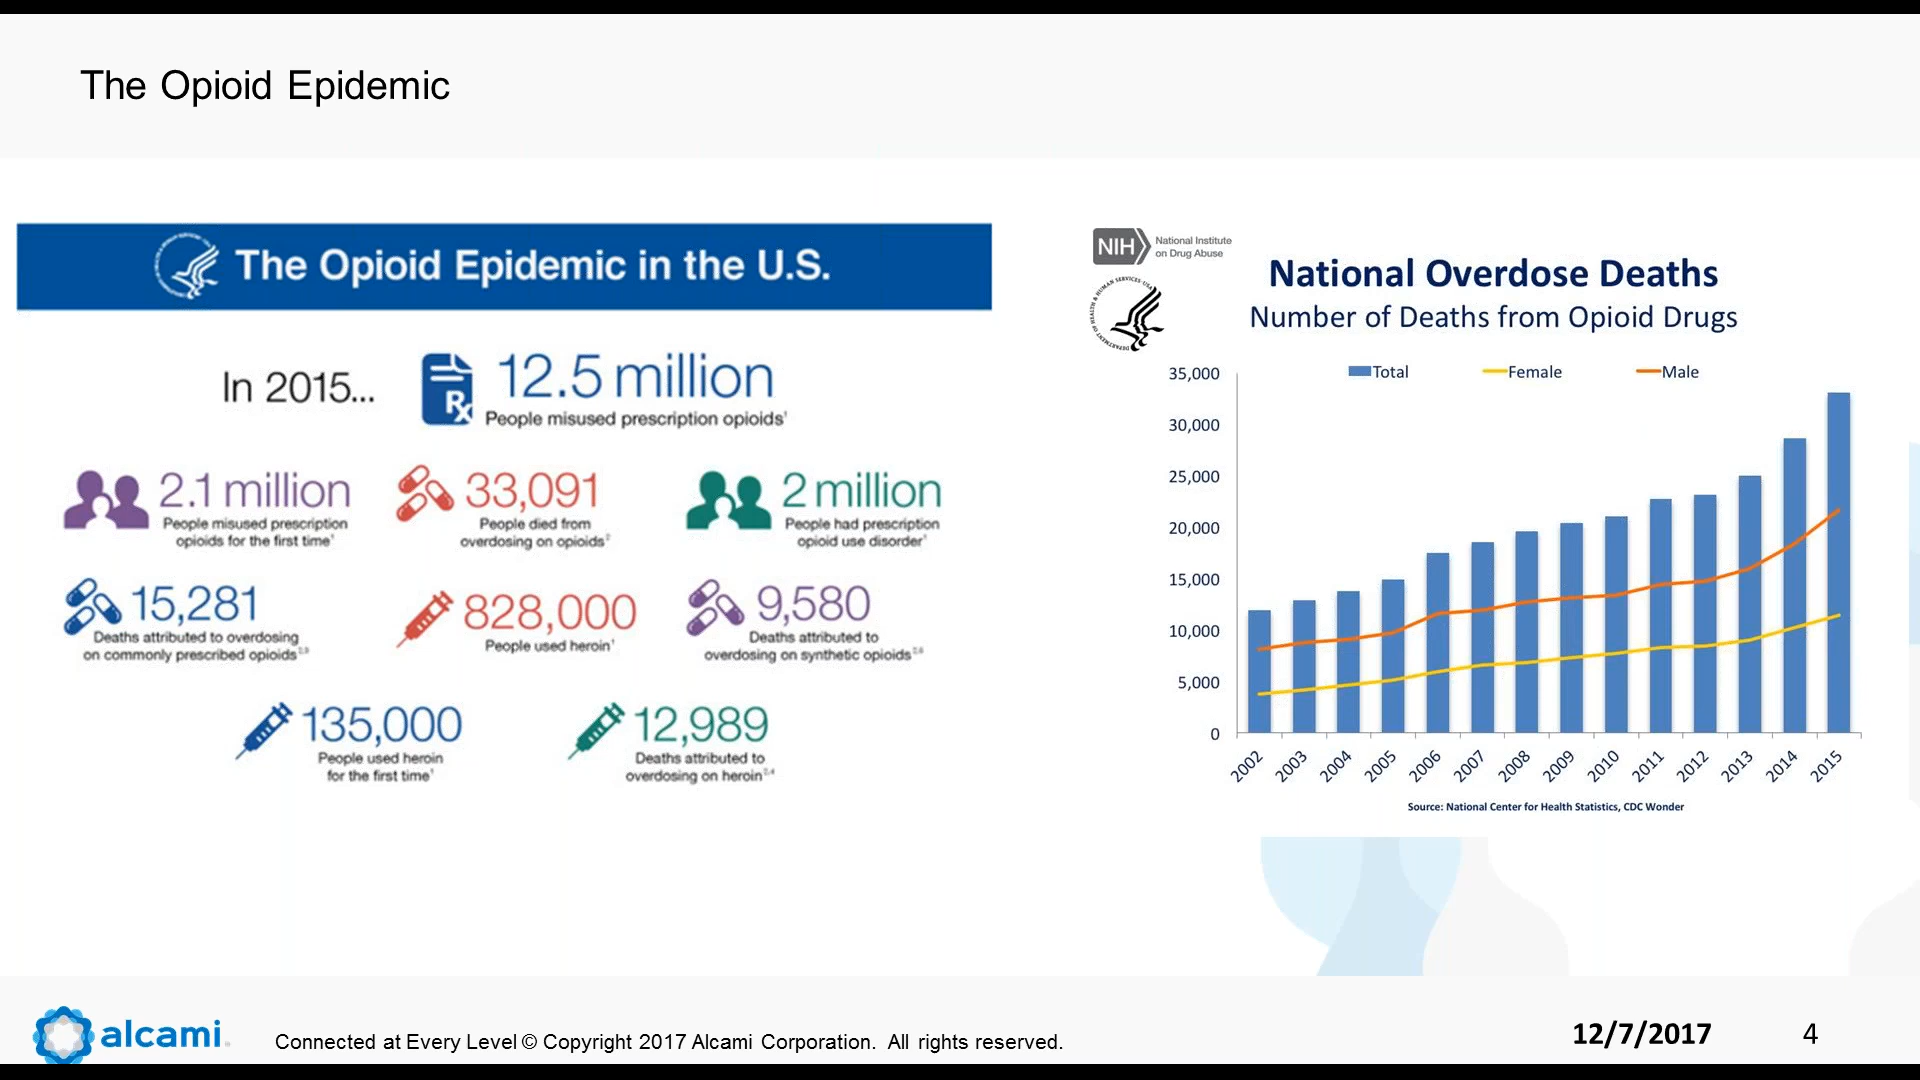 The Opioid Epidemic
The Opioid Epidemic in the U.S.
In 2015...
Rx
12.5 million
People misused prescription opioids¹
2.1 million
People misused prescription
opioids for the first time¹
33,091
People died from
overdosing on opioids²
2 million
People had prescription
opioid use disorder¹
15,281
Deaths attributed to overdosing
on commonly prescribed opioids²,³
828,000
People used heroin¹
9,580
Deaths attributed to
overdosing on synthetic opioids
135,000
People used heroin
for the first time¹
12,989
Deaths attributed to
overdosing on heroin²,⁴
NIH
National Institute
on Drug Abuse
DEPARTMENT OF HEALTH & HUMAN SERVICES·USA
National Overdose Deaths
Number of Deaths from Opioid Drugs
Total Female Male
35,000
30,000
25,000
20,000
15,000
10,000
5,000
0
2002 2003 2004 2005 2006 2007 2008 2009 2010 2011 2012 2013 2014 2015
Source: National Center for Health Statistics, CDC Wonder
alcami
Connected at Every Level © Copyright 2017 Alcami Corporation. All rights reserved.
12/7/2017
4